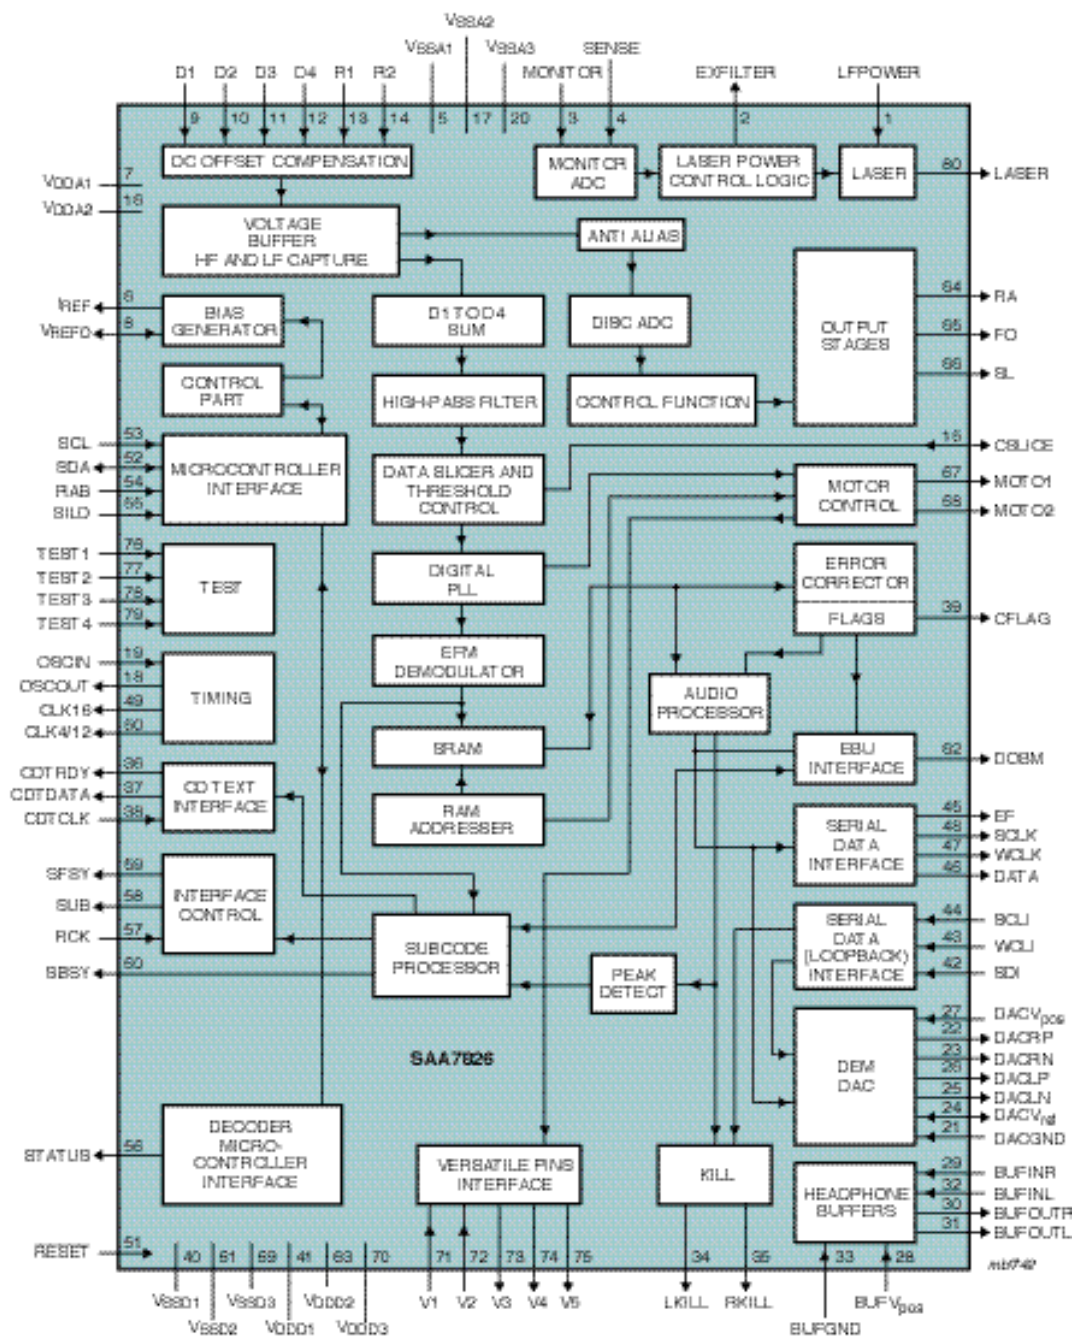 VSSA2
VSSA1
VSSA3
SENSE
D1
D2
D3
D4
R1
R2
MONITOR
EXFILTER
LFPOWER
9
10
11
12
13
14
5
17
20
3
4
2
1
DC OFFSET COMPENSATION
MONITOR
ADC
LASER POWER
CONTROL LOGIC
LASER
80
LASER
7
VDDA1
16
VDDA2
VOLTAGE
BUFFER
HF AND LF CAPTURE
ANTI ALIAS
IREF
6
VREFO
8
BIAS
GENERATOR
D1 TO D4
SUM
DISC ADC
OUTPUT
STAGES
64
RA
65
FO
66
SL
CONTROL
PART
HIGH-PASS FILTER
CONTROL FUNCTION
SCL
53
SDA
52
RAB
54
SILD
55
MICROCONTROLLER
INTERFACE
DATA SLICER AND
THRESHOLD
CONTROL
15
CSLICE
MOTOR
CONTROL
67
MOTO1
68
MOTO2
TEST1
76
TEST2
77
TEST3
78
TEST4
79
TEST
DIGITAL
PLL
ERROR
CORRECTOR
FLAGS
39
CFLAG
OSCIN
19
OSCOUT
18
CLK16
49
CLK4/12
50
TIMING
EFM
DEMODULATOR
AUDIO
PROCESSOR
SRAM
EBU
INTERFACE
62
DOBM
CDTRDY
36
CDTDATA
37
CDTCLK
38
CD TEXT
INTERFACE
RAM
ADDRESSER
SERIAL
DATA
INTERFACE
45
EF
48
SCLK
47
WCLK
46
DATA
SFSY
59
SUB
58
RCK
57
SBSY
60
INTERFACE
CONTROL
SUBCODE
PROCESSOR
PEAK
DETECT
SERIAL
DATA
(LOOPBACK)
INTERFACE
44
SCLI
43
WCLI
42
SDI
SAA7826
DEM
DAC
27
DACVpos
22
DACRP
23
DACRN
26
DACLP
25
DACLN
24
DACVref
21
DACGND
STATUS
56
DECODER
MICRO-
CONTROLLER
INTERFACE
VERSATILE PINS
INTERFACE
KILL
HEADPHONE
BUFFERS
29
BUFINR
32
BUFINL
30
BUFOUTR
31
BUFOUTL
RESET
51
40
61
69
41
63
70
71
72
73
74
75
34
35
33
28
mbl742
VSSD1
VSSD3
VDDD2
V1
V2
V3
V4
V5
LKILL
RKILL
BUFVpos
VSSD2
VDDD1
VDDD3
BUFGND